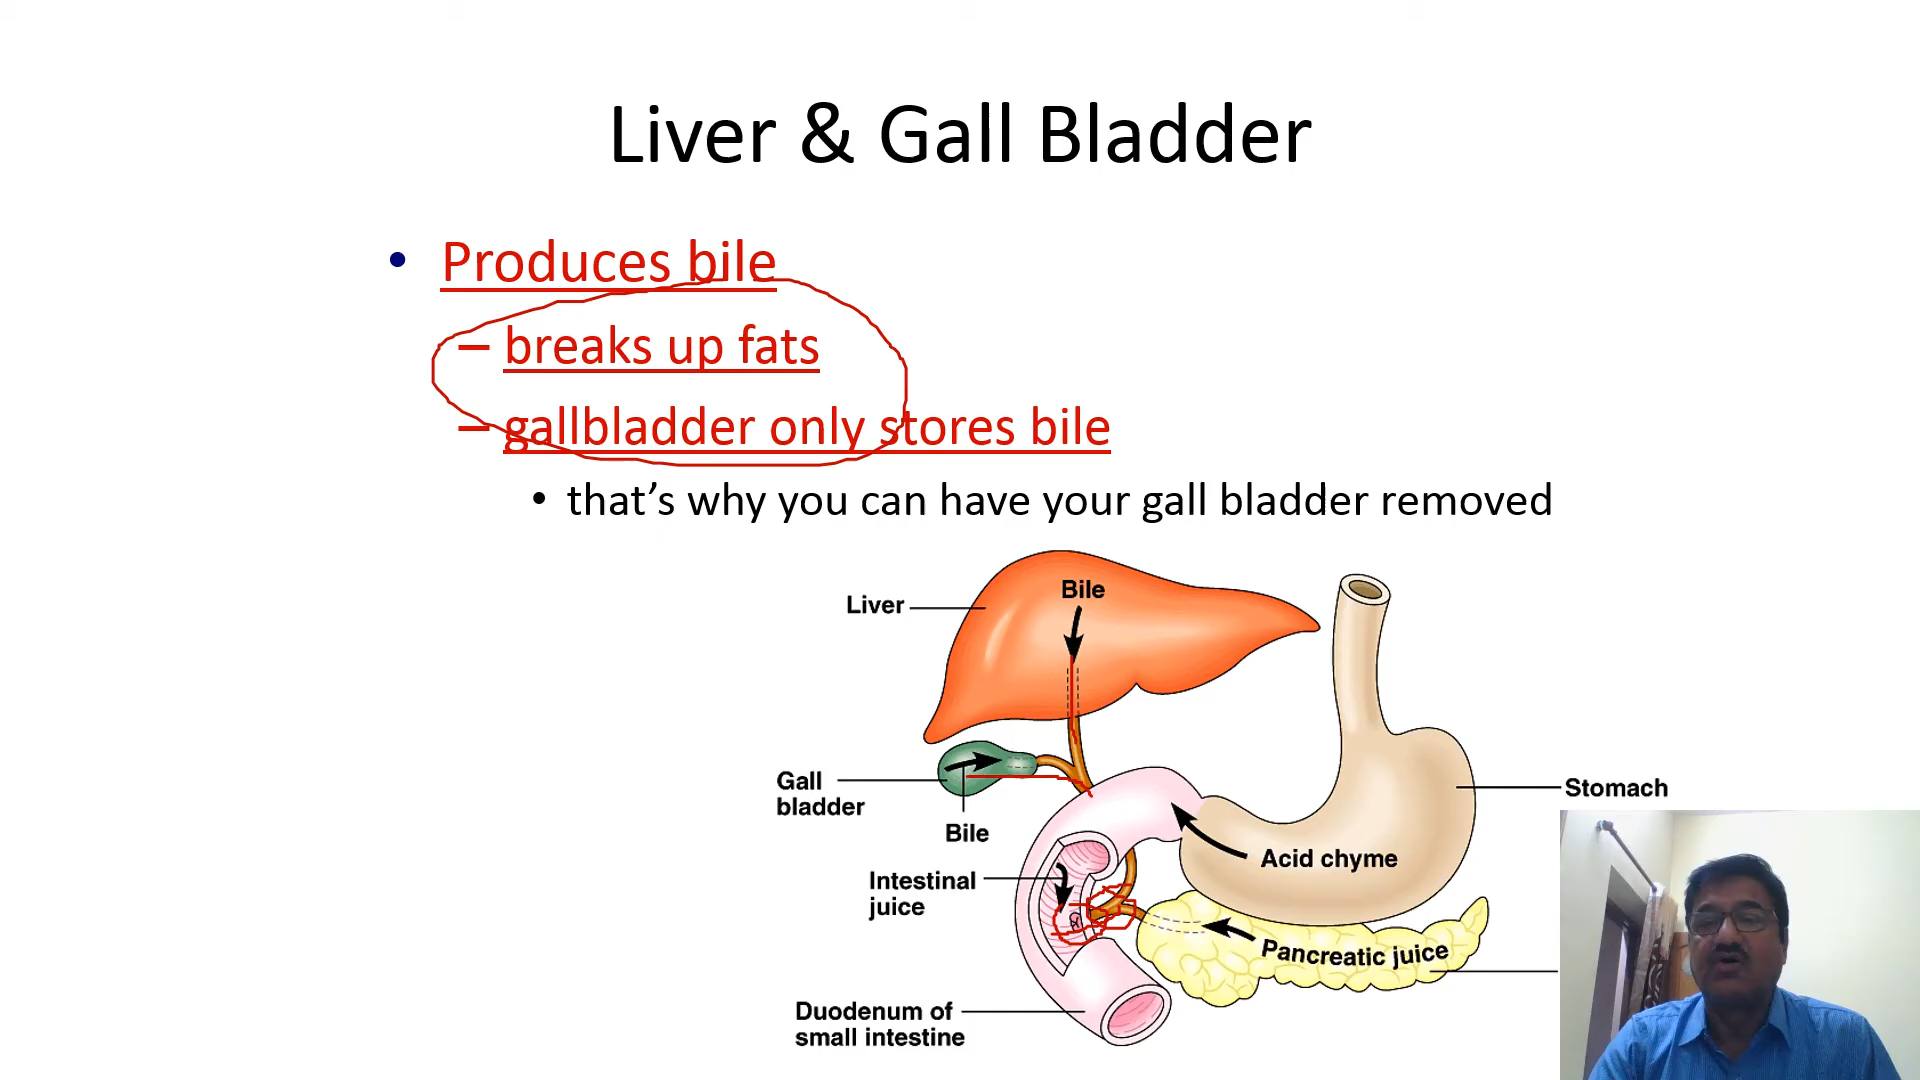 Liver & Gall Bladder
• Produces bile
– breaks up fats
– gallbladder only stores bile
• that’s why you can have your gall bladder removed
Bile
Liver
Gall
bladder
Stomach
Bile
Acid chyme
Intestinal
juice
Pancreatic juice
Duodenum of
small intestine